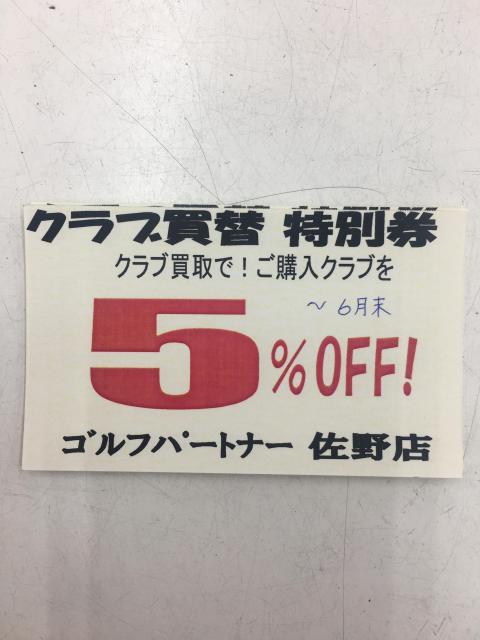 クラブ買替 特別券
クラブ買取で！ご購入クラブを
～6月末
5%OFF!
ゴルフパートナー 佐野店